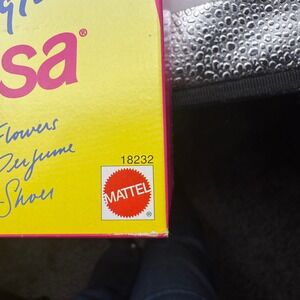 sa®
Flowers
Perfume
Shoes
18232
MATTEL
®